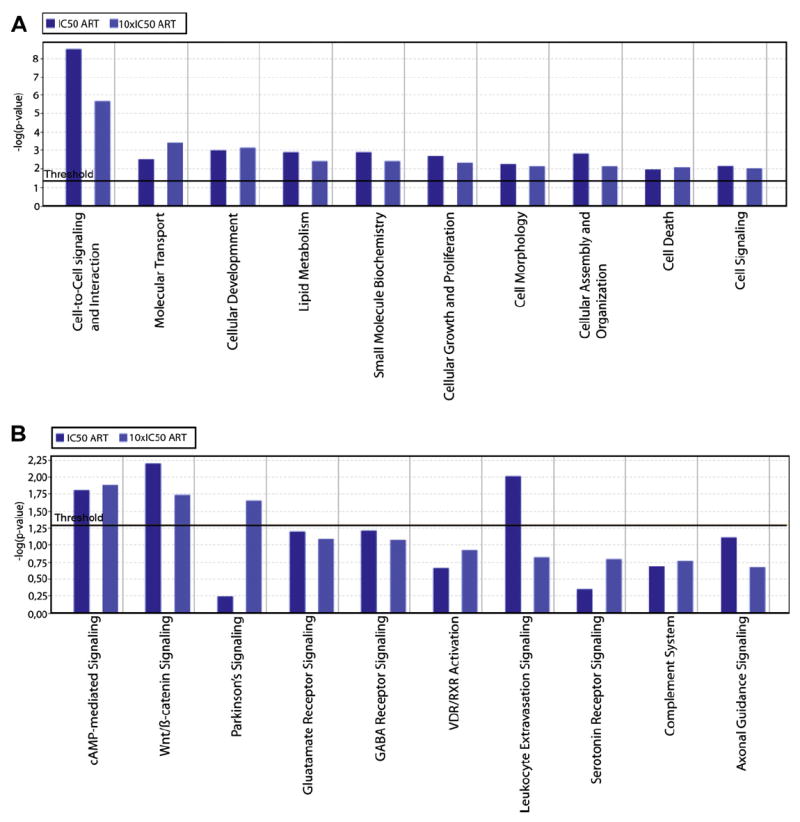 A
IC50 ART 10xIC50 ART
-log(p-value)
8
7
6
5
4
3
2
1
0
Threshold
Cell-to-Cell signaling
and Interaction
Molecular Transport
Cellular Developmment
Lipid Metabolism
Small Molecule Biochemistry
Cellular Growth and Proliferation
Cell Morphology
Cellular Assembly and
Organization
Cell Death
Cell Signaling
B
IC50 ART 10xIC50 ART
-log(p-value)
2,25
2,00
1,75
1,50
1,25
1,00
0,75
0,50
0,25
0,00
Threshold
cAMP-mediated Signaling
Wnt/ß-catenin Signaling
Parkinson's Signaling
Gluatamate Receptor Signaling
GABA Receptor Signaling
VDR/RXR Activation
Leukocyte Extravasation Signaling
Serotonin Receptor Signaling
Complement System
Axonal Guidance Signaling